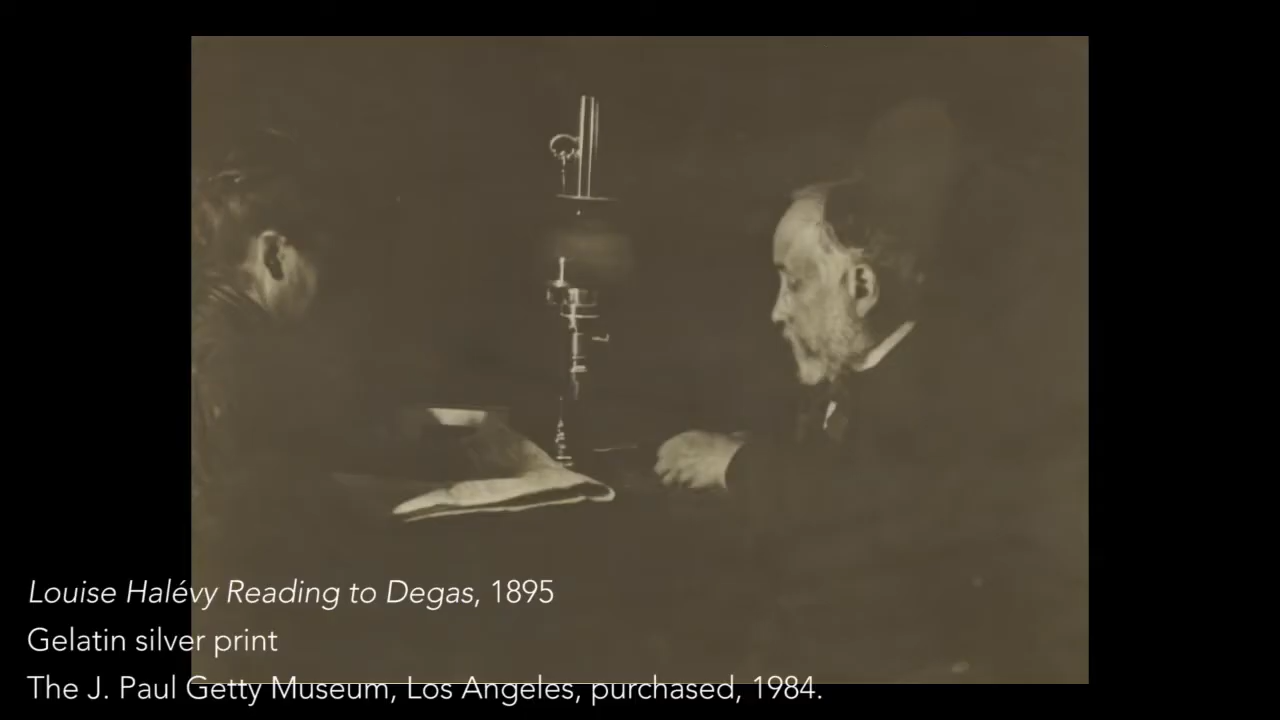 Louise Halévy Reading to Degas, 1895
Gelatin silver print
The J. Paul Getty Museum, Los Angeles, purchased, 1984.